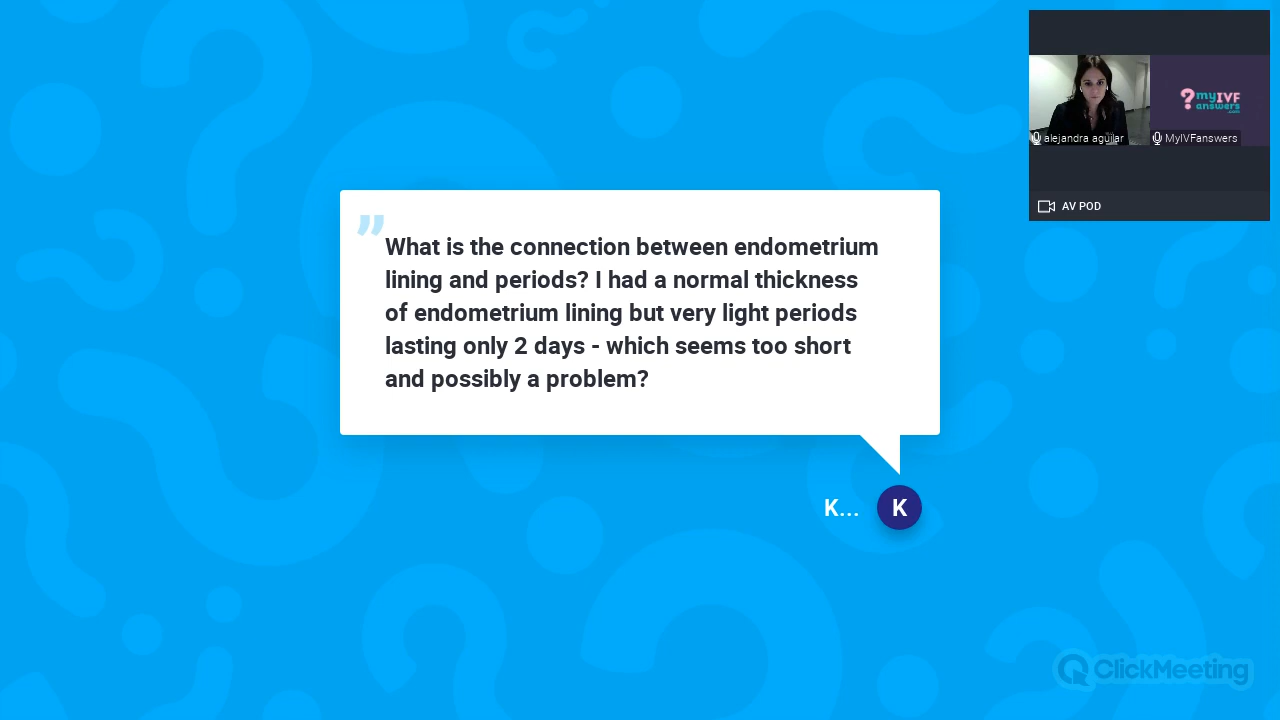 What is the connection between endometrium
lining and periods? I had a normal thickness
of endometrium lining but very light periods
lasting only 2 days - which seems too short
and possibly a problem?
K...
K
?myIVF
answers
.com
alejandra aguilar
MyIVFanswers
AV POD
ClickMeeting